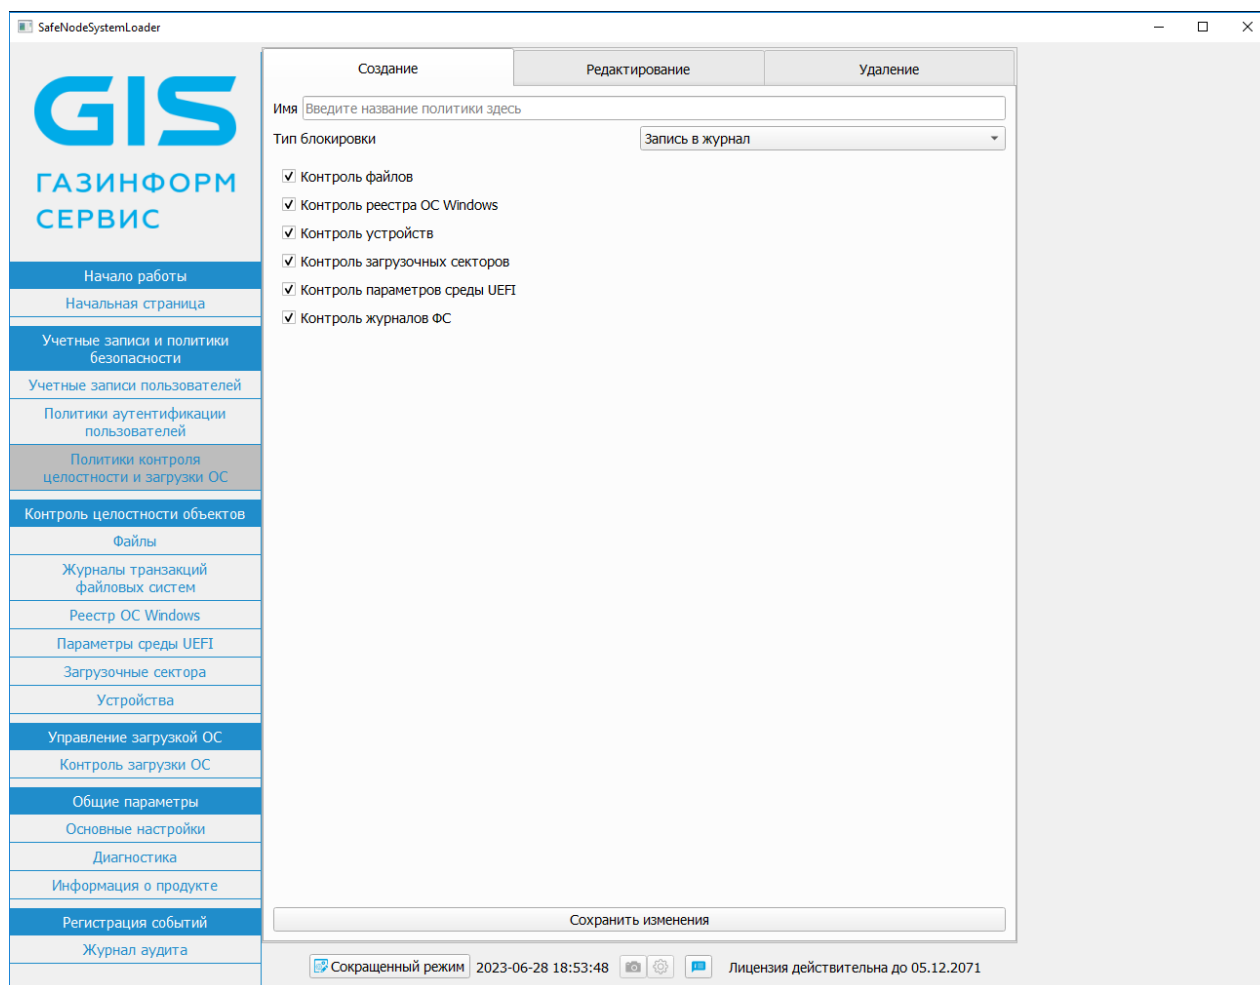 SafeNodeSystemLoader
GIS
ГАЗИНФОРМ
СЕРВИС
Начало работы
Начальная страница
Учетные записи и политики
безопасности
Учетные записи пользователей
Политики аутентификации
пользователей
Политики контроля
целостности и загрузки ОС
Контроль целостности объектов
Файлы
Журналы транзакций
файловых систем
Реестр ОС Windows
Параметры среды UEFI
Загрузочные сектора
Устройства
Управление загрузкой ОС
Контроль загрузки ОС
Общие параметры
Основные настройки
Диагностика
Информация о продукте
Регистрация событий
Журнал аудита
Создание Редактирование Удаление
Имя Введите название политики здесь
Тип блокировки Запись в журнал
Контроль файлов
Контроль реестра ОС Windows
Контроль устройств
Контроль загрузочных секторов
Контроль параметров среды UEFI
Контроль журналов ФС
Сохранить изменения
Сокращенный режим 2023-06-28 18:53:48 Лицензия действительна до 05.12.2071